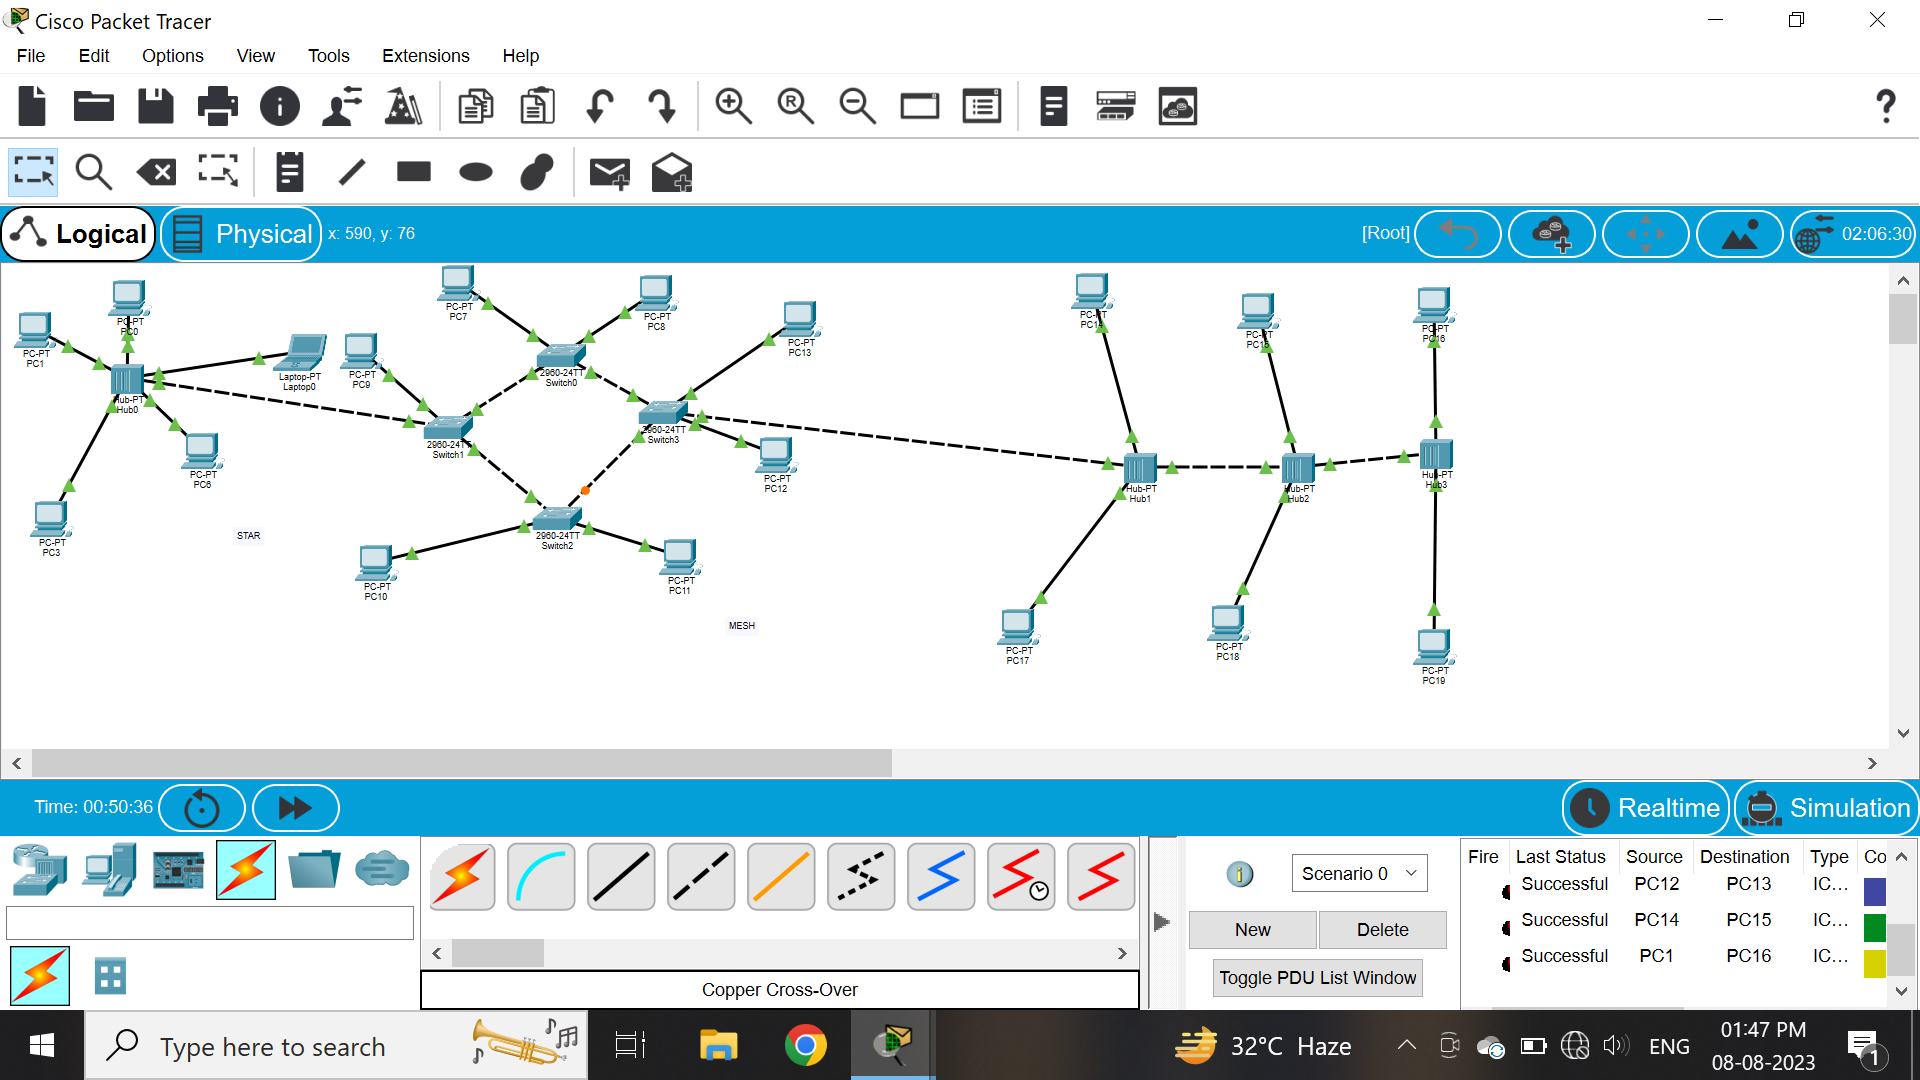 Cisco Packet Tracer
File Edit Options View Tools Extensions Help
Logical Physical x: 590, y: 76 [Root] 02:06:30
PC-PT
PC0
PC-PT
PC1
Laptop-PT
Laptop0
Hub-PT
Hub0
PC-PT
PC6
PC-PT
PC3
STAR
PC-PT
PC7
PC-PT
PC8
PC-PT
PC13
PC-PT
PC9
2960-24TT
Switch0
2960-24TT
Switch1
2960-24TT
Switch3
PC-PT
PC12
2960-24TT
Switch2
PC-PT
PC10
PC-PT
PC11
MESH
PC-PT
PC14
PC-PT
PC15
PC-PT
PC16
Hub-PT
Hub1
Hub-PT
Hub2
Hub-PT
Hub3
PC-PT
PC17
PC-PT
PC18
PC-PT
PC19
Time: 00:50:36 Realtime Simulation
Copper Cross-Over
Scenario 0
New Delete
Toggle PDU List Window
Fire Last Status Source Destination Type Co
Successful PC12 PC13 IC...
Successful PC14 PC15 IC...
Successful PC1 PC16 IC...
Type here to search
32°C Haze
ENG
01:47 PM
08-08-2023
1